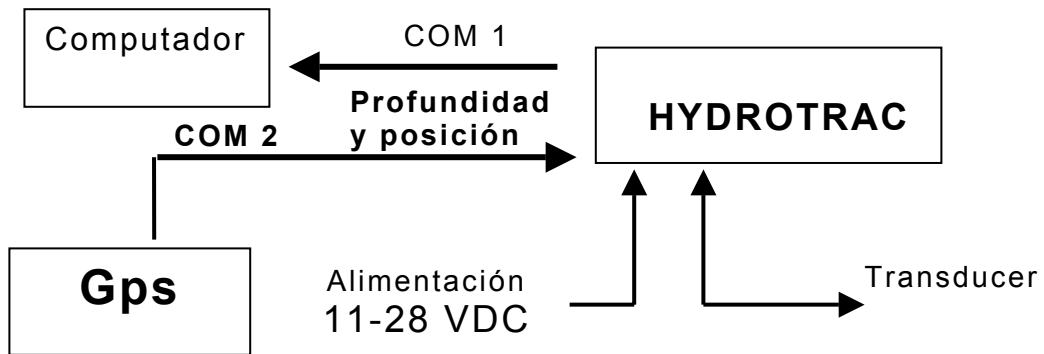 Computador
COM 1
HYDROTRAC
Profundidad
y posición
COM 2
Gps
Alimentación
11-28 VDC
Transducer